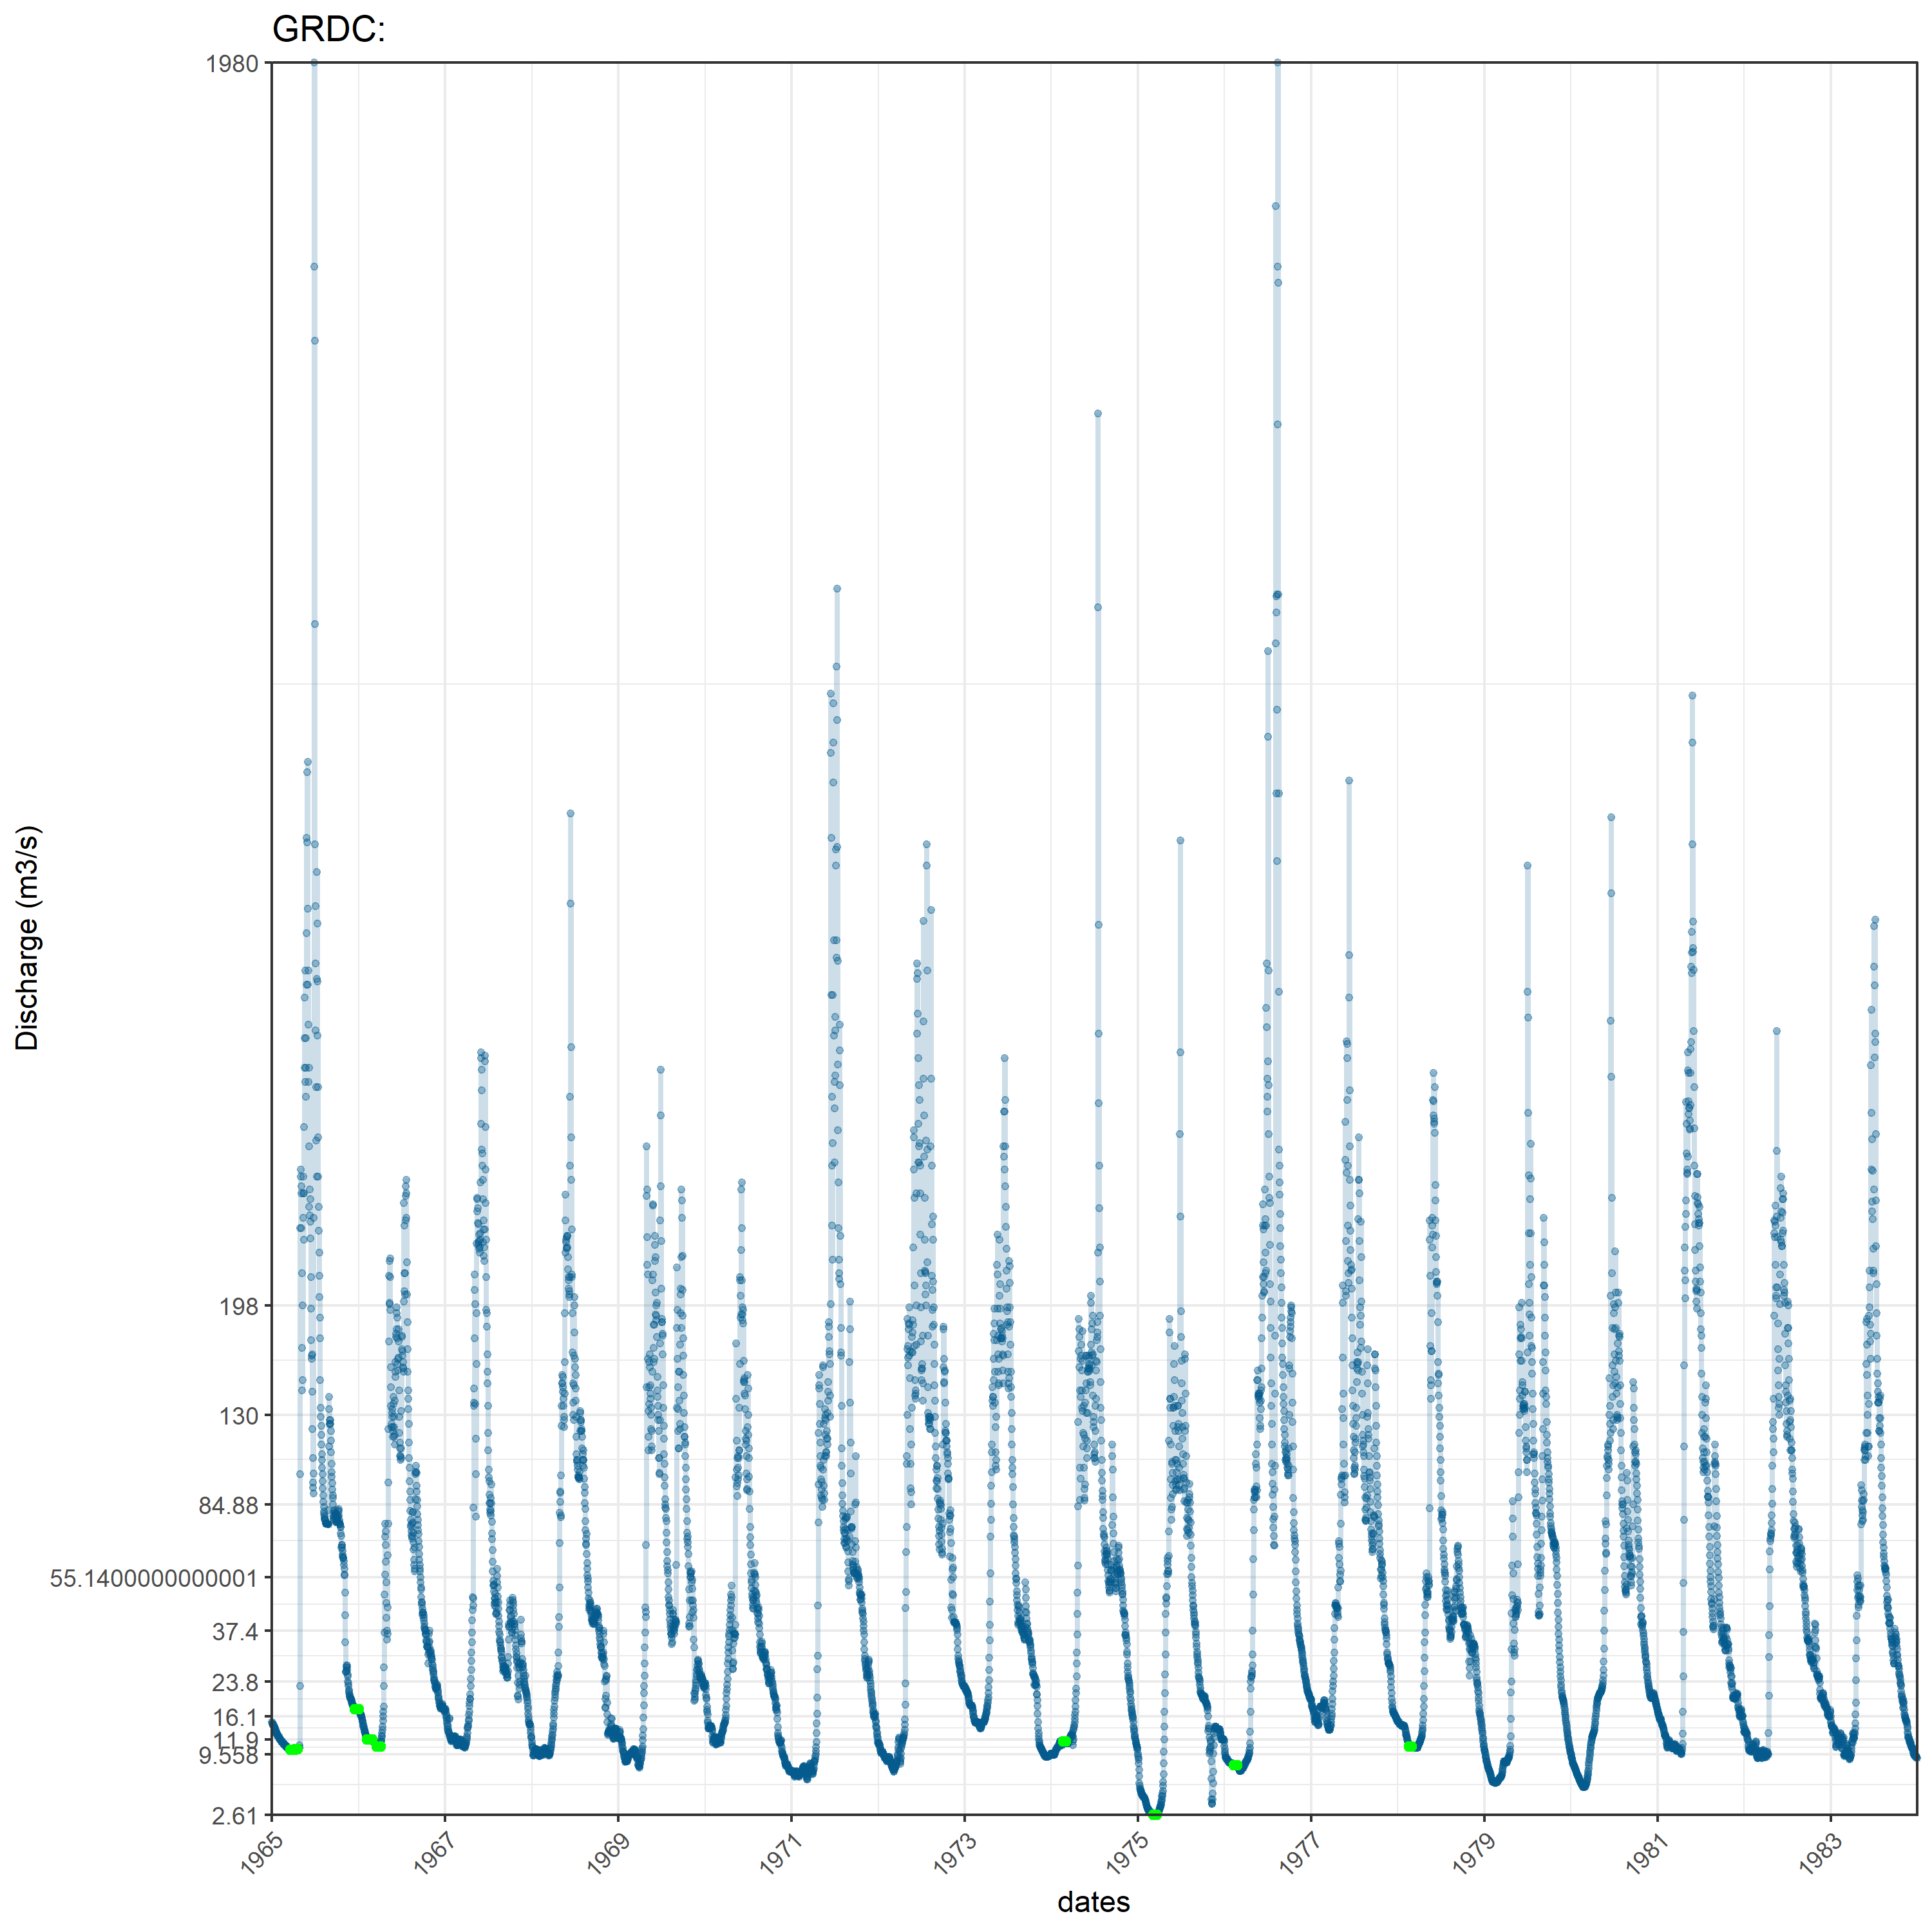 GRDC:
1980
198
130
84.88
55.1400000000001
37.4
23.8
16.1
11.9
9.558
2.61
Discharge (m3/s)
1965 1967 1969 1971 1973 1975 1977 1979 1981 1983
dates